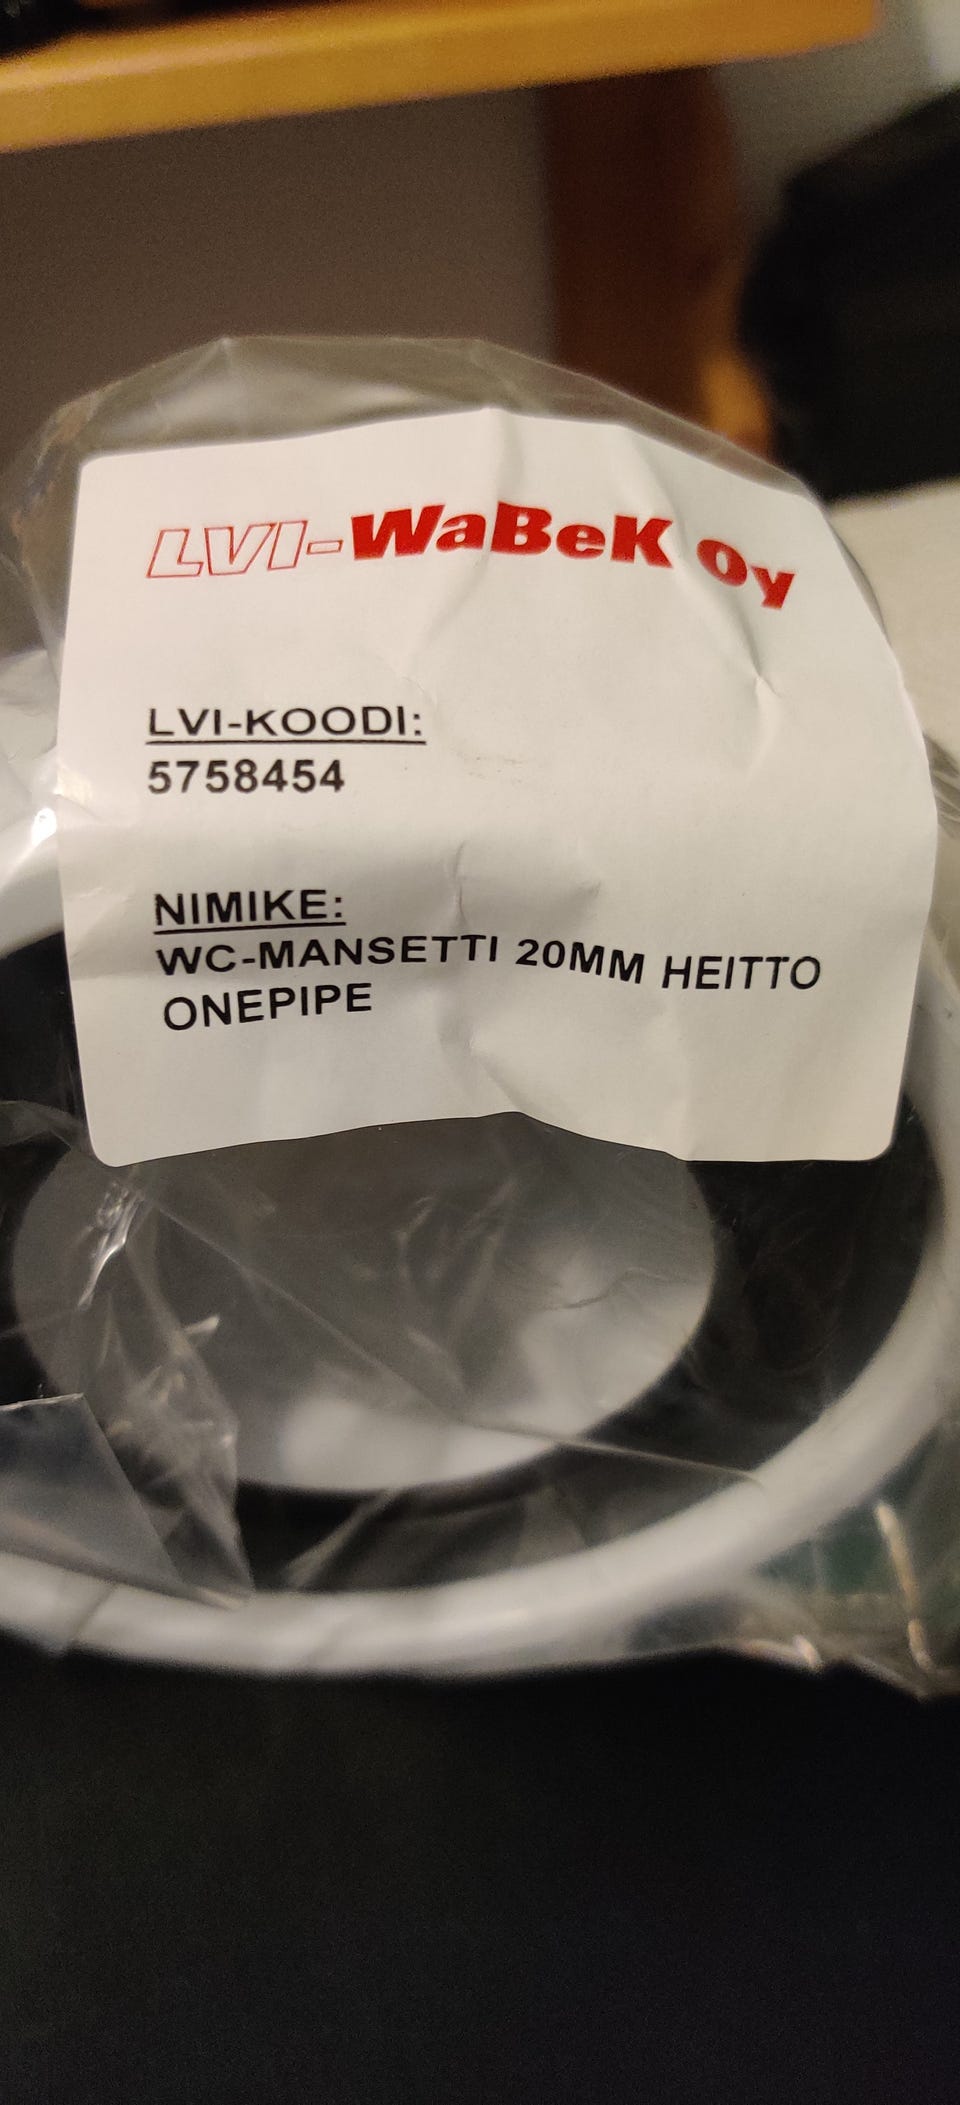 LVI-WaBeK Oy
LVI-KOODI:
5758454
NIMIKE:
WC-MANSETTI 20MM HEITTO
ONEPIPE